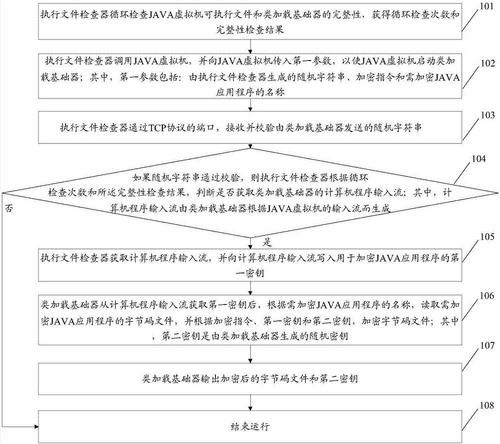 执行文件检查器循环检查JAVA虚拟机可执行文件和类加载基础器的完整性，获得循环检查次数和
完整性检查结果
101
执行文件检查器调用JAVA虚拟机，并向JAVA虚拟机传入第一参数，以使JAVA虚拟机启动类加
载基础器；其中，第一参数包括：由执行文件检查器生成的随机字符串、加密指令和需加密JAVA
应用程序的名称
102
执行文件检查器通过TCP协议的端口，接收并校验由类加载基础器发送的随机字符串
103
如果随机字符串通过校验，则执行文件检查器根据循环
检查次数和所述完整性检查结果，判断是否获取类加载基础器的计算机程序输入流；其中，计
算机程序输入流由类加载基础器根据JAVA虚拟机的输入流而生成
104
否
是
执行文件检查器获取计算机程序输入流，并向计算机程序输入流写入用于加密JAVA应用程序的第
一密钥
105
类加载基础器从计算机程序输入流获取第一密钥后，根据需加密JAVA应用程序的名称，读取需加
密JAVA应用程序的字节码文件，并根据加密指令、第一密钥和第二密钥，加密字节码文件；其中
，第二密钥是由类加载基础器生成的随机密钥
106
类加载基础器输出加密后的字节码文件和第二密钥
107
结束运行
108